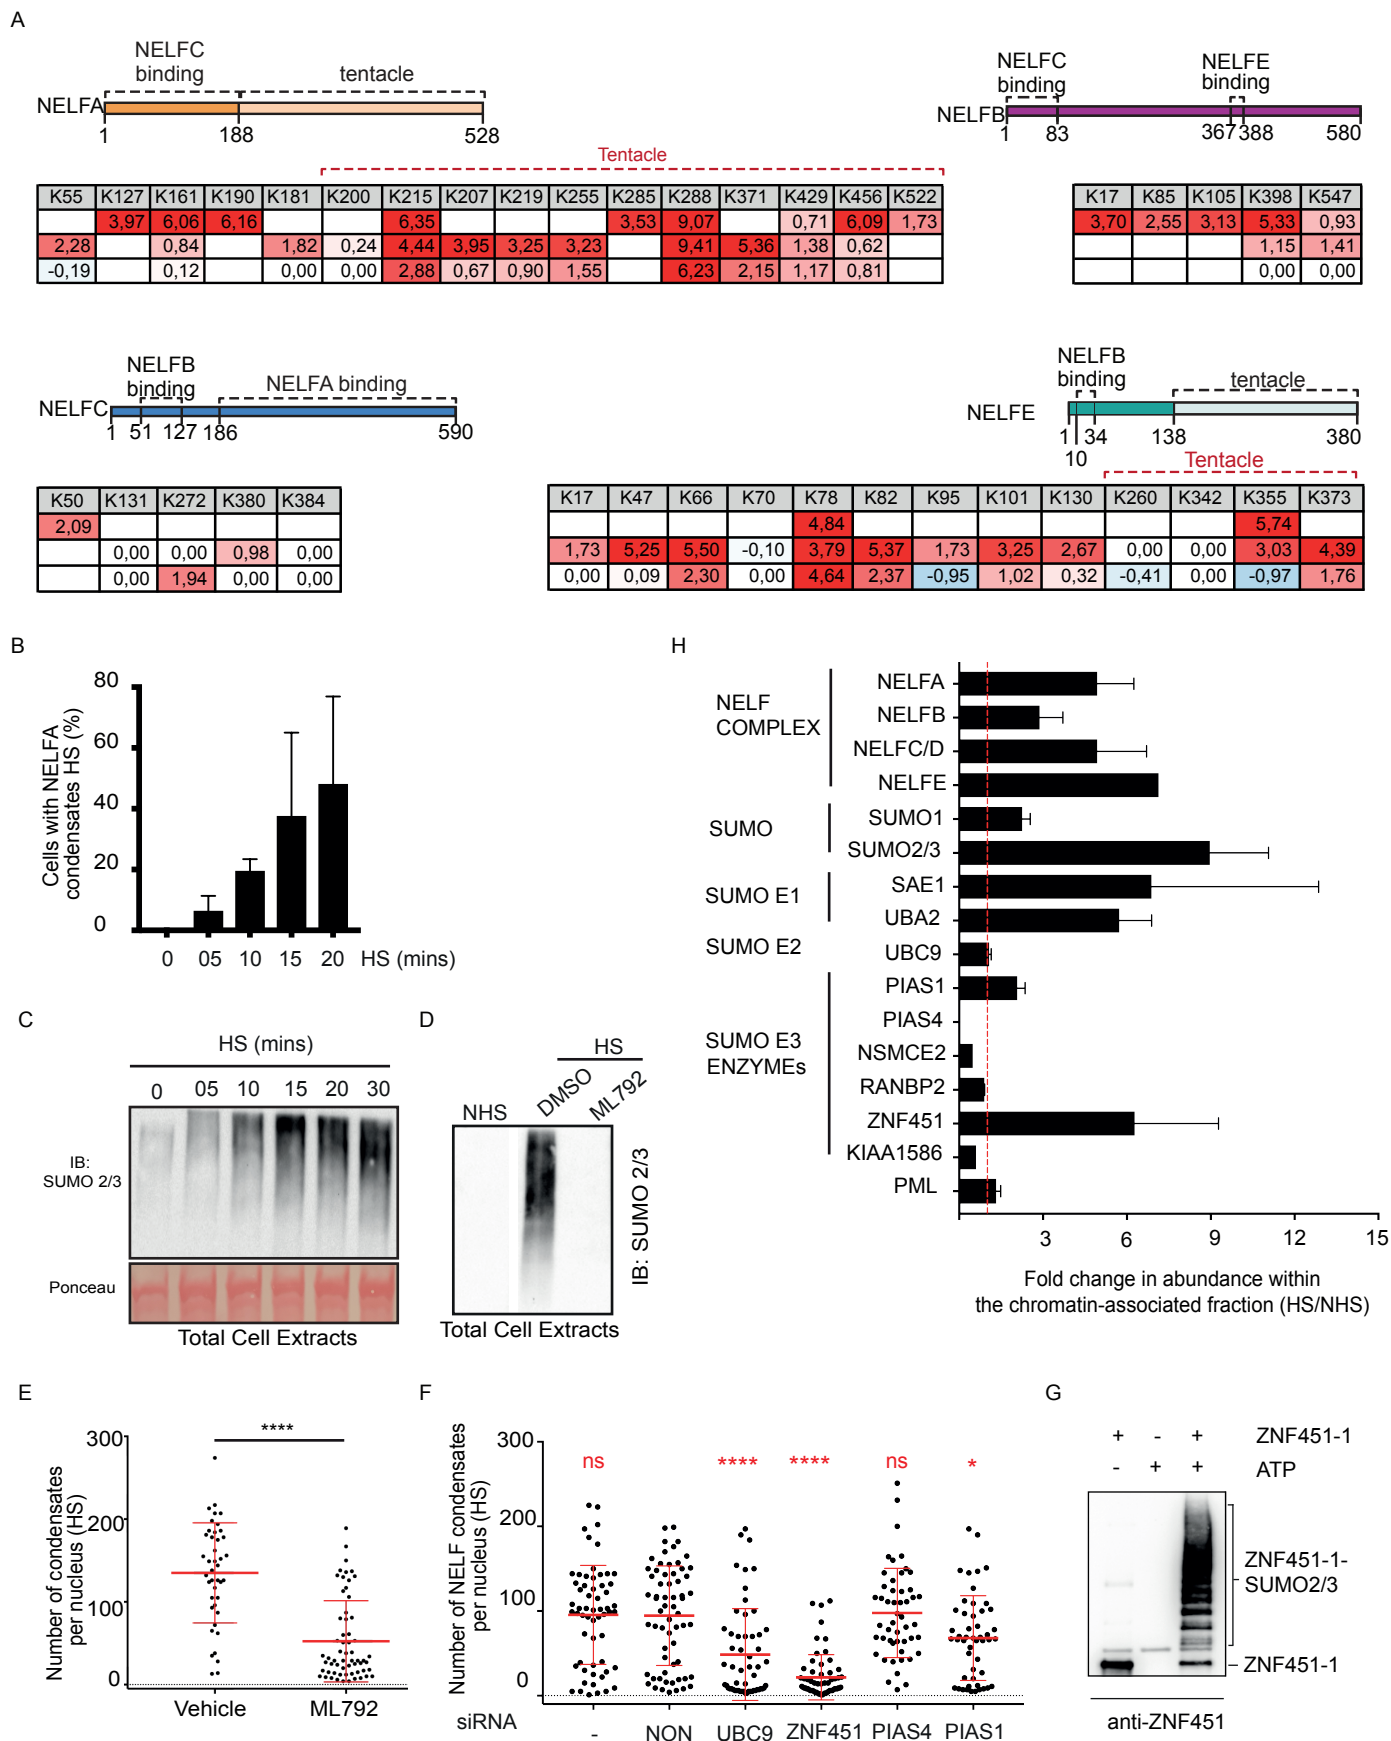 A
NELFC
binding
tentacle
NELFA
1 188 528
NELFC
binding
NELFE
binding
NELFB
1 83 367 388 580
Tentacle
K55 K127 K161 K190 K181 K200 K215 K207 K219 K255 K285 K288 K371 K429 K456 K522
3,97 6,06 6,16 6,35 3,53 9,07 0,71 6,09 1,73
2,28 0,84 1,82 0,24 4,44 3,95 3,25 3,23 9,41 5,36 1,38 0,62
-0,19 0,12 0,00 0,00 2,88 0,67 0,90 1,55 6,23 2,15 1,17 0,81
K17 K85 K105 K398 K547
3,70 2,55 3,13 5,33 0,93
1,15 1,41
0,00 0,00
NELFB
binding
NELFA binding
NELFC
1 51 127 186 590
NELFB
binding
tentacle
NELFE
1 34 138 380
10
Tentacle
K50 K131 K272 K380 K384
2,09
0,00 0,00 0,98 0,00
0,00 1,94 0,00
K17 K47 K66 K70 K78 K82 K95 K101 K130 K260 K342 K355 K373
4,84 5,74
1,73 5,25 5,50 -0,10 3,79 5,37 1,73 3,25 2,67 0,00 0,00 3,03 4,39
0,00 0,09 2,30 0,00 4,64 2,37 -0,95 1,02 0,32 -0,41 0,00 -0,97 1,76
B
Cells with NELFA
condensates HS (%)
80
60
40
20
0
0 05 10 15 20 HS (mins)
H
NELF
COMPLEX
SUMO
SUMO E1
SUMO E2
SUMO E3
ENZYMEs
NELFA
NELFB
NELFC/D
NELFE
SUMO1
SUMO2/3
SAE1
UBA2
UBC9
PIAS1
PIAS4
NSMCE2
RANBP2
ZNF451
KIAA1586
PML
3 6 9 12 15
Fold change in abundance within
the chromatin-associated fraction (HS/NHS)
C
HS (mins)
0 05 10 15 20 30
IB:
SUMO 2/3
Ponceau
Total Cell Extracts
D
HS
NHS DMSO ML792
IB: SUMO 2/3
Total Cell Extracts
E
Number of condensates
per nucleus (HS)
300
200
100
0
****
Vehicle ML792
F
Number of NELF condensates
per nucleus (HS)
300
200
100
0
ns **** **** ns *
siRNA - NON UBC9 ZNF451 PIAS4 PIAS1
G
+ - + ZNF451-1
- + + ATP
ZNF451-1-
SUMO2/3
ZNF451-1
anti-ZNF451